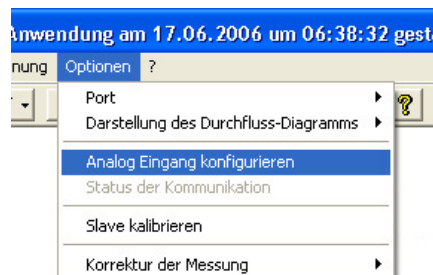 Anwendung am 17.06.2006 um 06:38:32 gest
nung Optionen ?
Port
Darstellung des Durchfluss-Diagramms
Analog Eingang konfigurieren
Status der Kommunikation
Slave kalibrieren
Korrektur der Messung